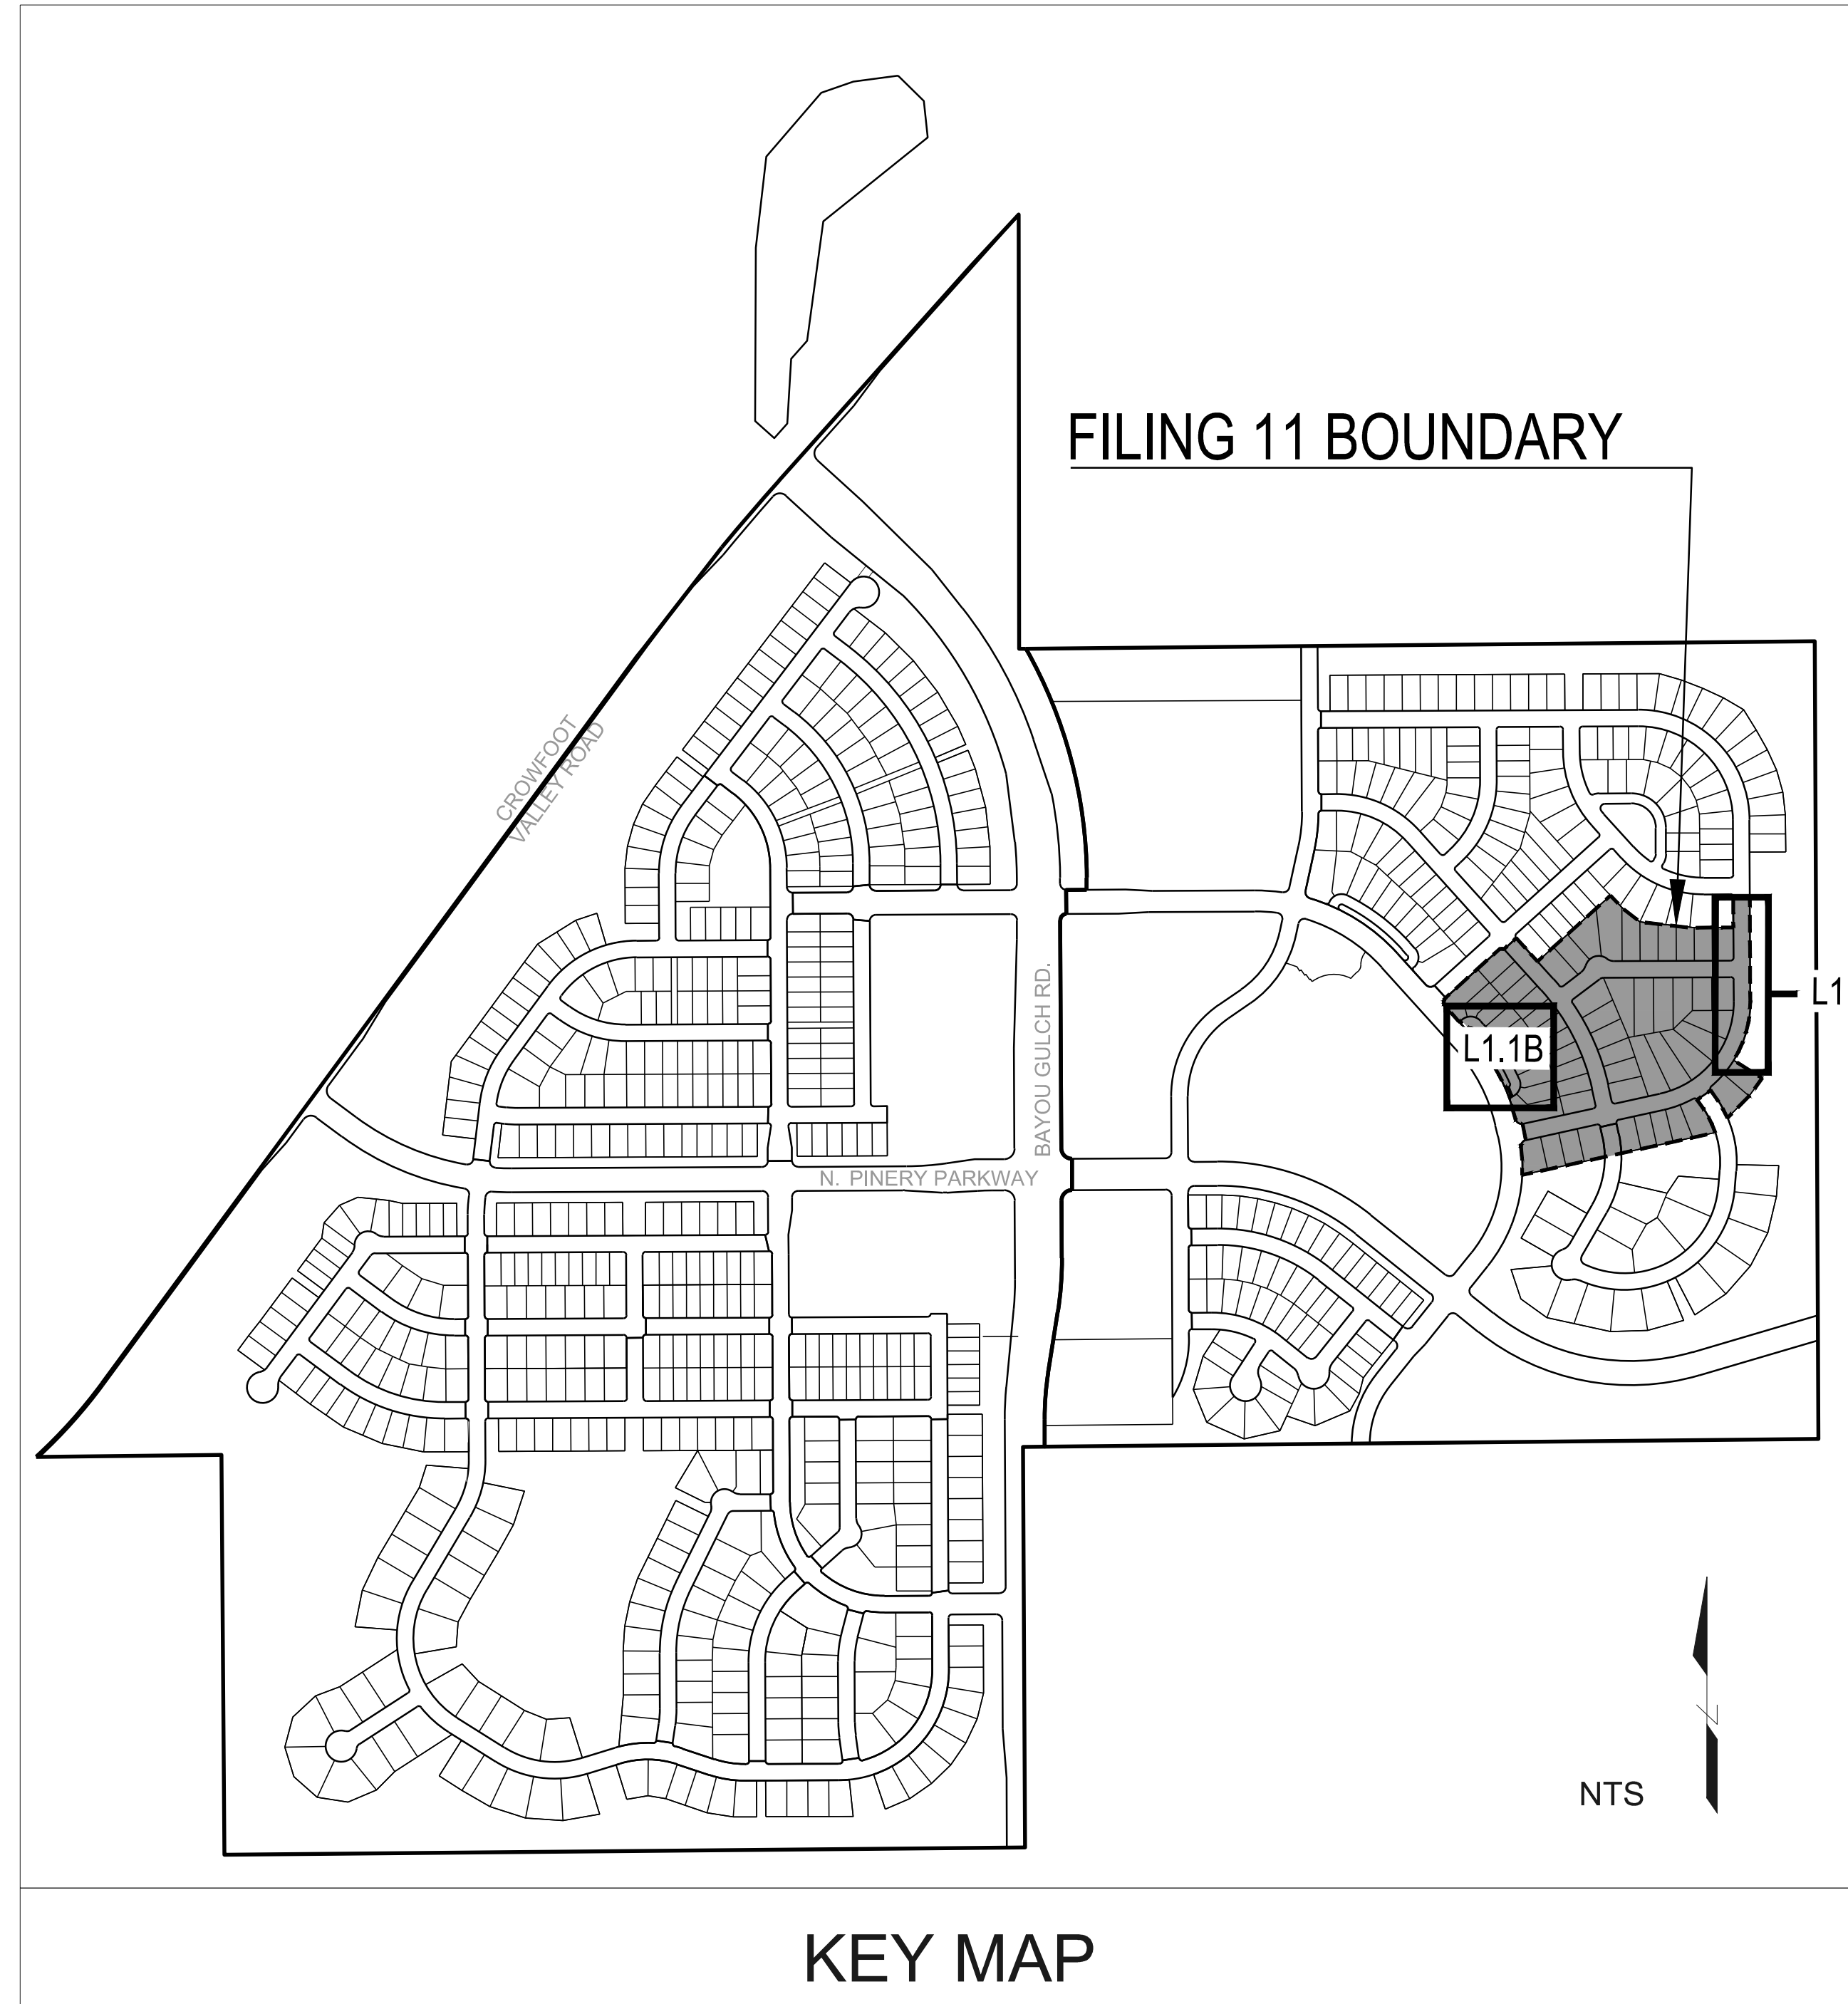 FILING 11 BOUNDARY
CROWFOOT
VALLEY ROAD
BAYOU GULCH RD.
L1
L1.1B
N. PINERY PARKWAY
NTS
KEY MAP